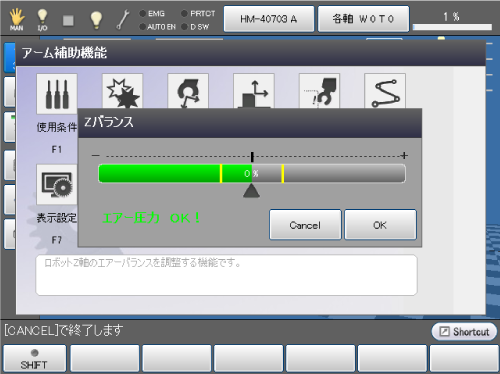 MAN
I/O
EMG
PRTCT
AUTO EN
D SW
HM-40703 A
各軸 W 0 T 0
1 %
アーム補助機能
使用条件
F1
Zバランス
-
+
0 %
エアー圧力 OK!
Cancel
OK
表示設定
F7
ロボットZ軸のエアーバランスを調整する機能です。
[CANCEL]で終了します
Shortcut
SHIFT